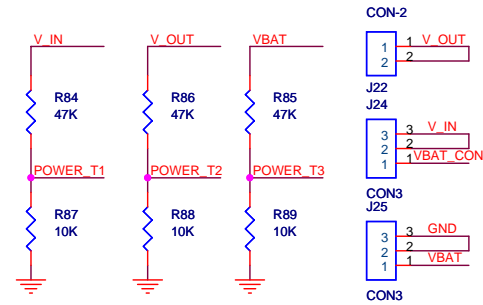 CON-2
V_IN
V_OUT
VBAT
1
1
V_OUT
2
2
J22
J24
R84
47K
R86
47K
R85
47K
3
3
V_IN
2
2
1
1
VBAT_CON
POWER_T1
POWER_T2
POWER_T3
CON3
J25
R87
10K
R88
10K
R89
10K
3
3
GND
2
2
1
1
VBAT
CON3